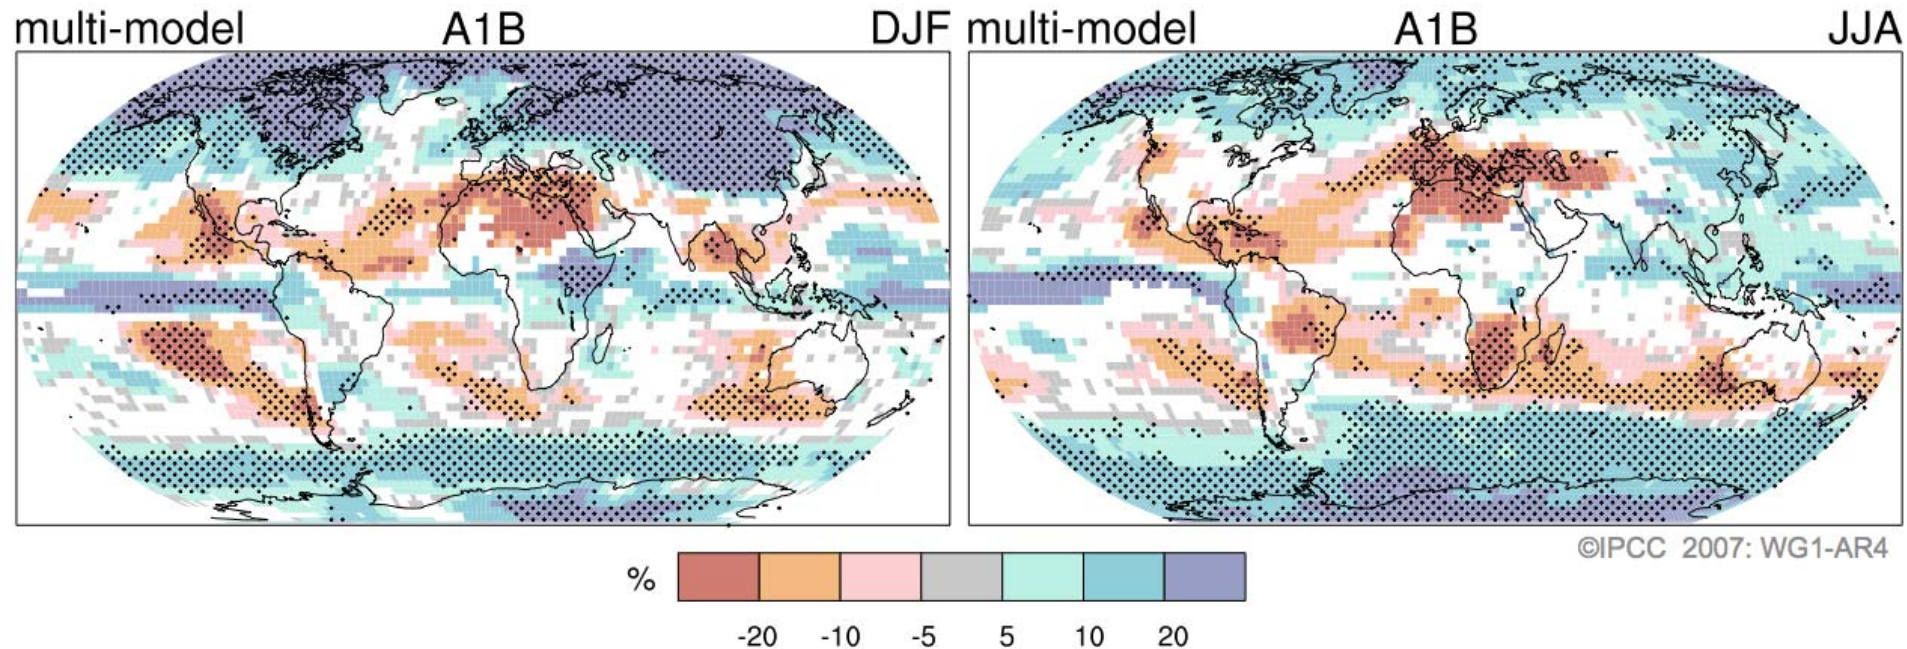 multi-model A1B DJF
multi-model A1B JJA
©IPCC 2007: WG1-AR4
%
-20 -10 -5 5 10 20